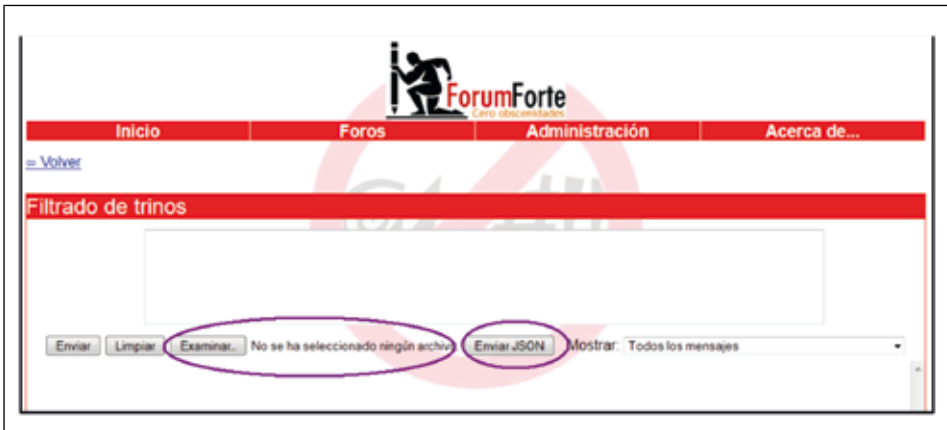 ForumForte
Cero obscenidades
Inicio Foros Administración Acerca de...
⇐ Volver
Filtrado de trinos
Enviar Limpiar Examinar.. No se ha seleccionado ningún archivo Enviar JSON Mostrar: Todos los mensajes